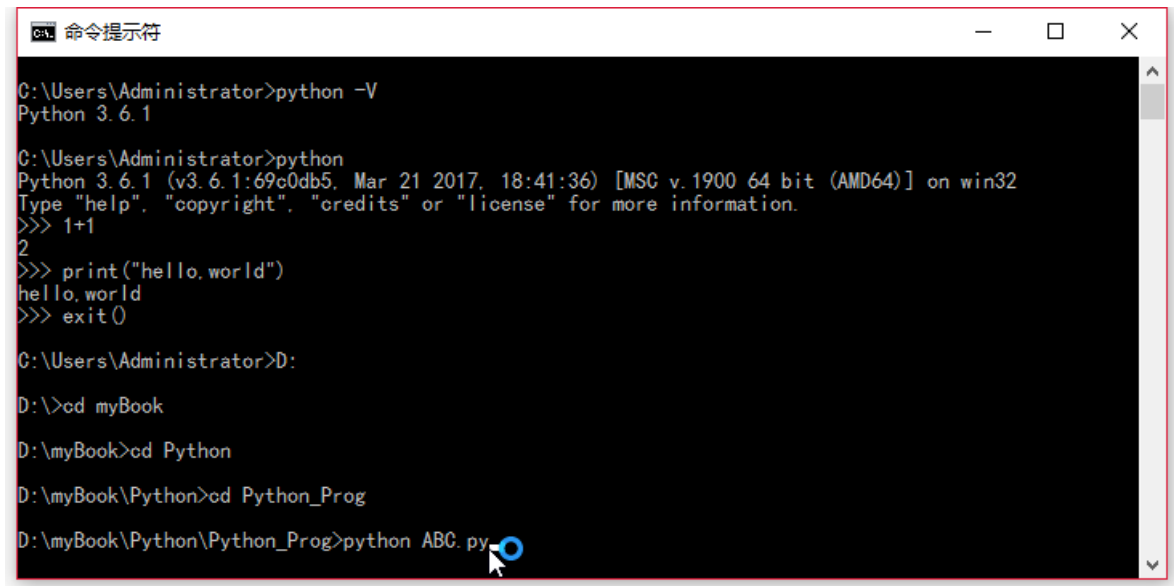 命令提示符
C:\Users\Administrator>python -V
Python 3.6.1
C:\Users\Administrator>python
Python 3.6.1 (v3.6.1:69c0db5, Mar 21 2017, 18:41:36) [MSC v.1900 64 bit (AMD64)] on win32
Type "help", "copyright", "credits" or "license" for more information.
>>> 1+1
2
>>> print("hello,world")
hello,world
>>> exit()
C:\Users\Administrator>D:
D:\>cd myBook
D:\myBook>cd Python
D:\myBook\Python>cd Python_Prog
D:\myBook\Python\Python_Prog>python ABC.py